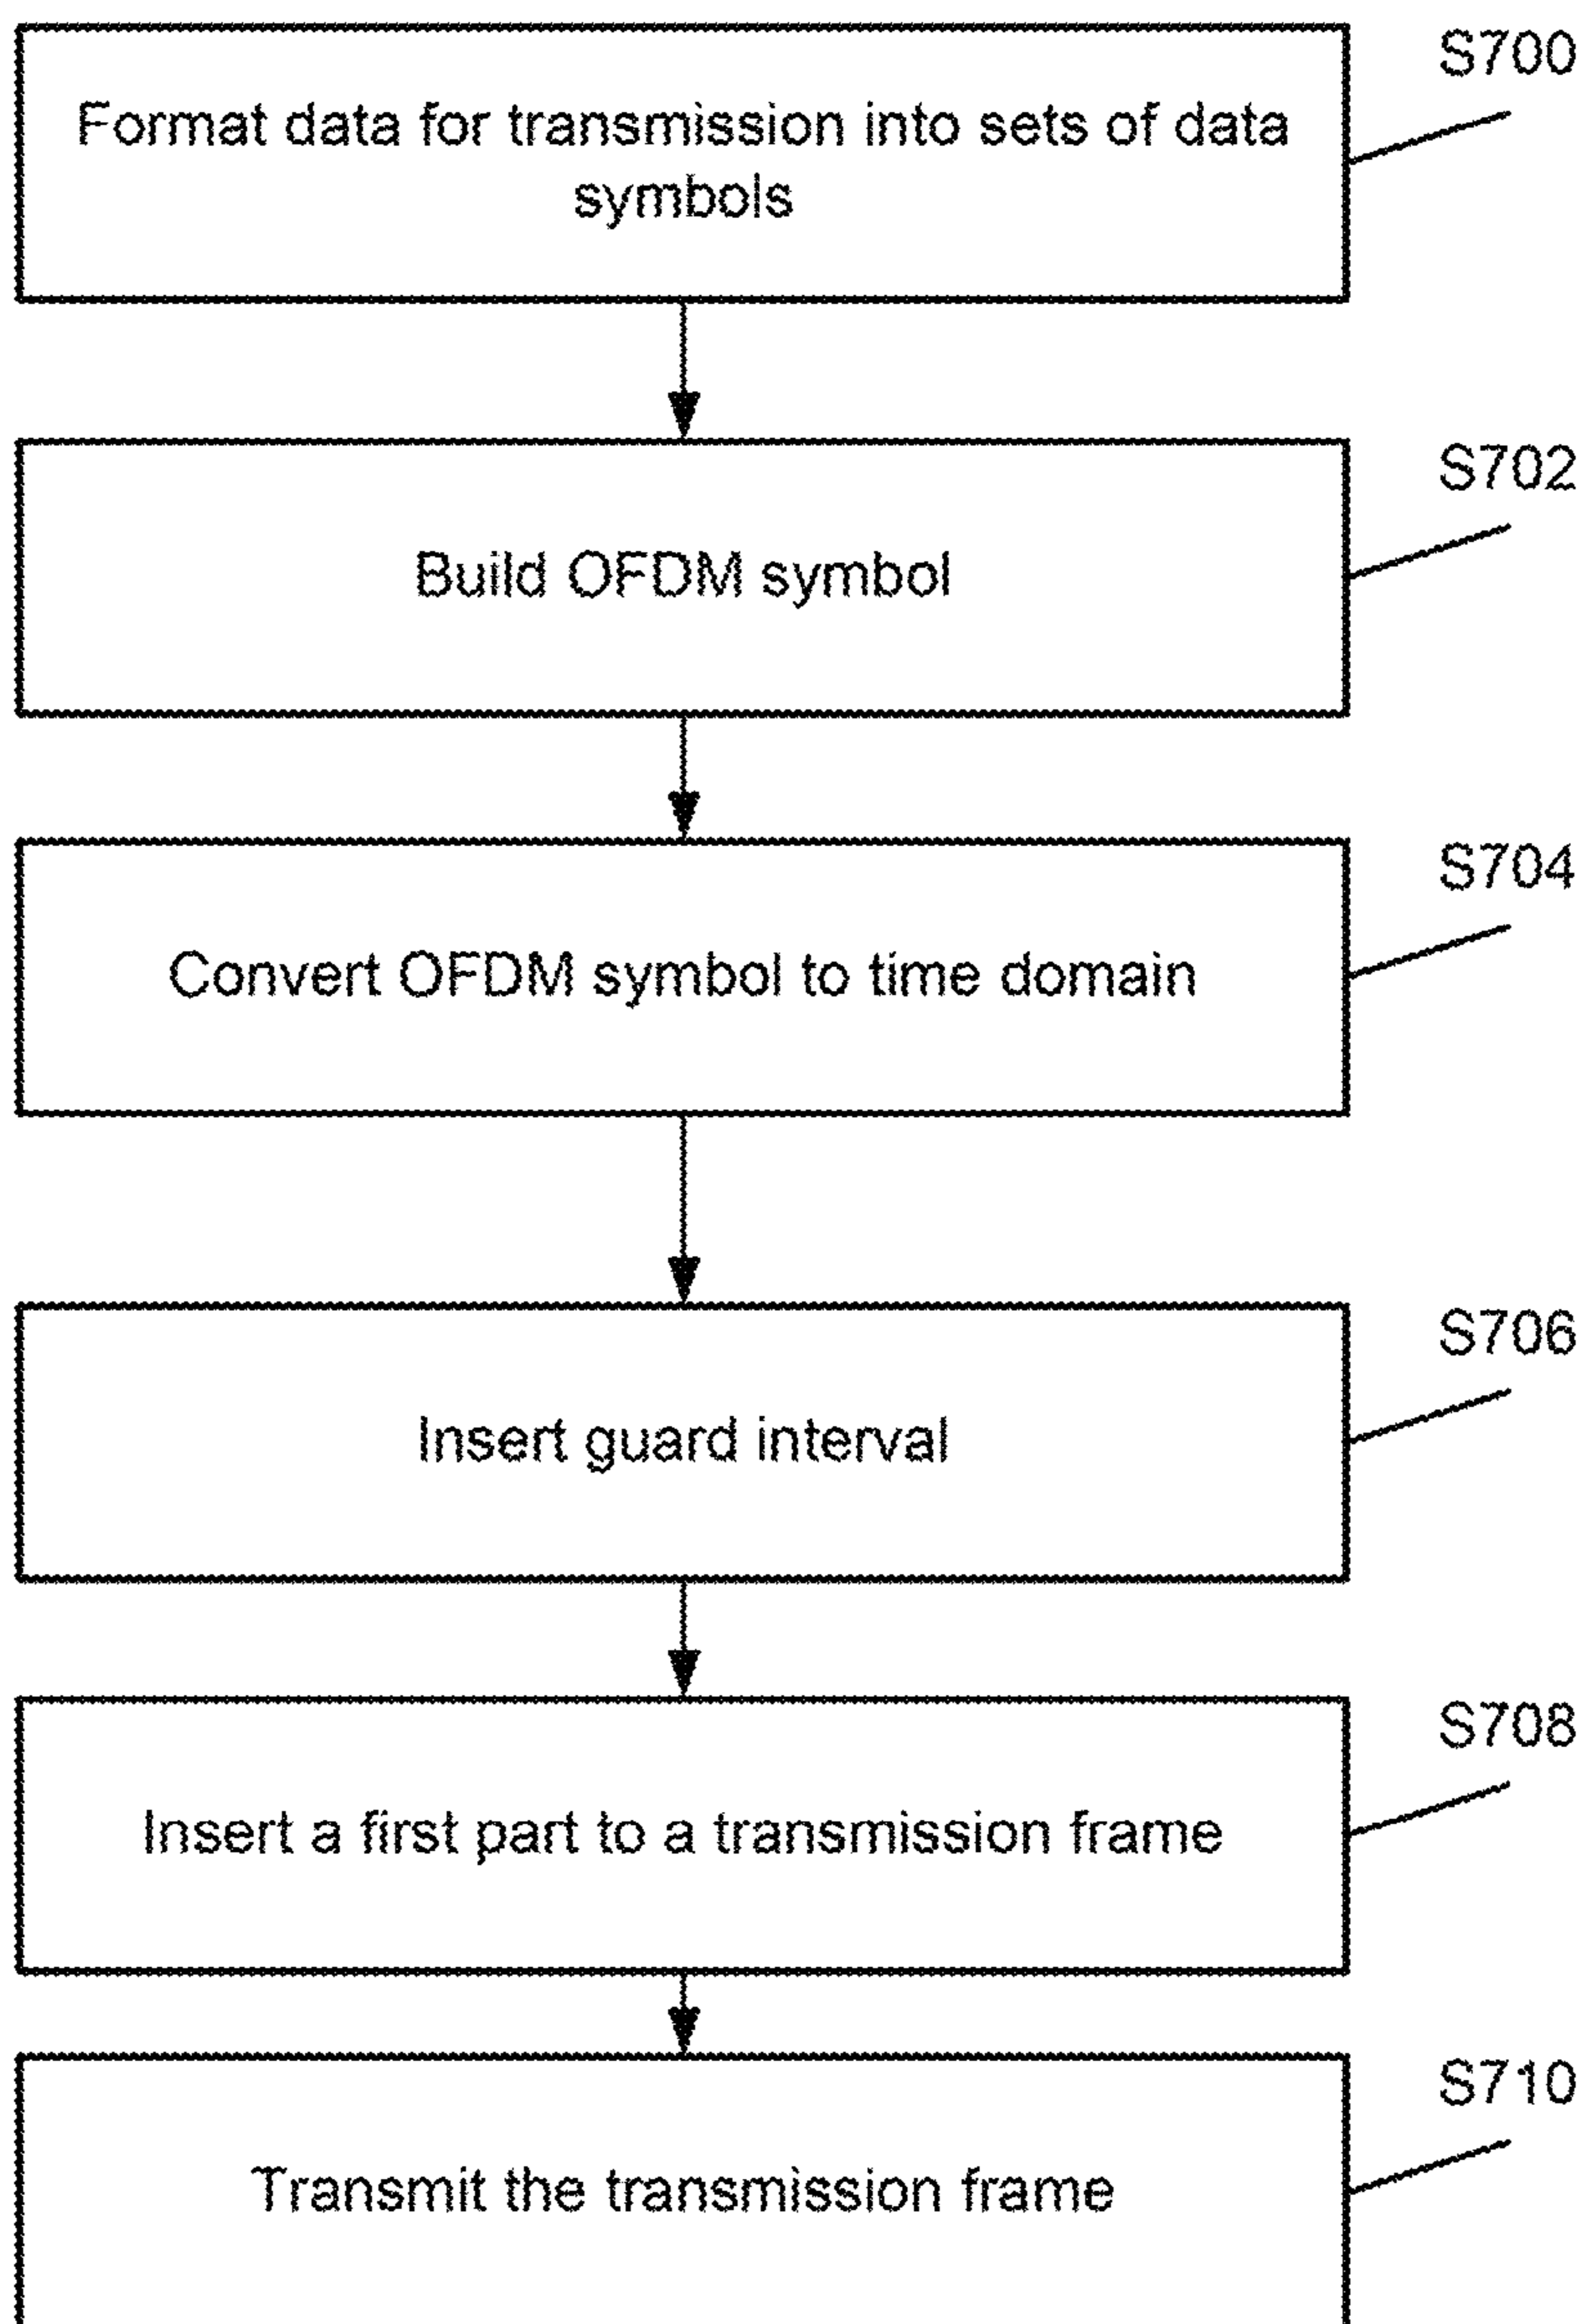 S700
Format data for transmission into sets of data
symbols
S702
Build OFDM symbol
S704
Convert OFDM symbol to time domain
S706
Insert guard interval
S708
Insert a first part to a transmission frame
S710
Transmit the transmission frame